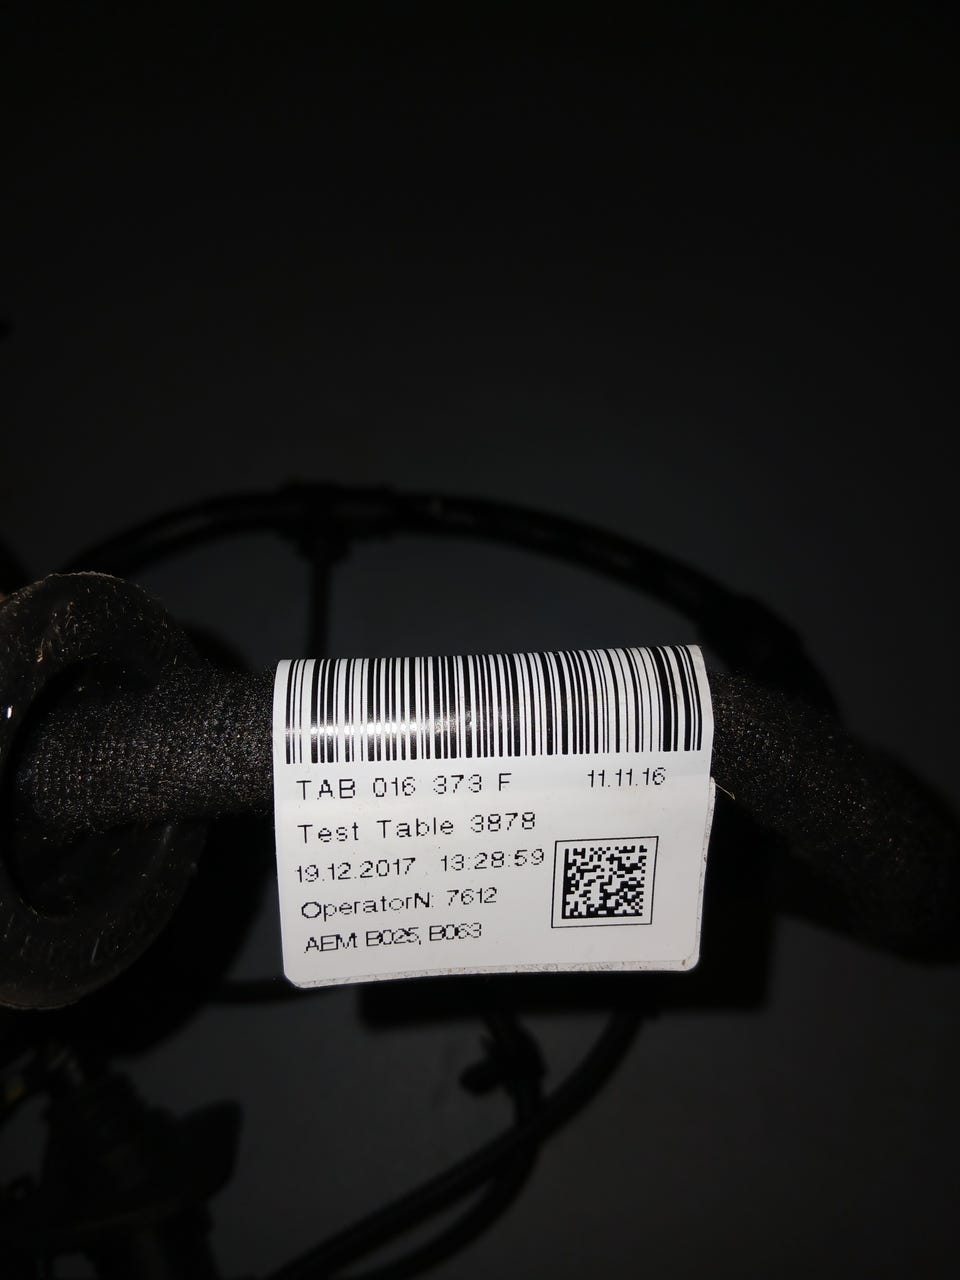 TAB 016 373 F 11.11.16
Test Table 3878
19.12.2017 13:28:59
OperatorN: 7612
AEM: B025, B063